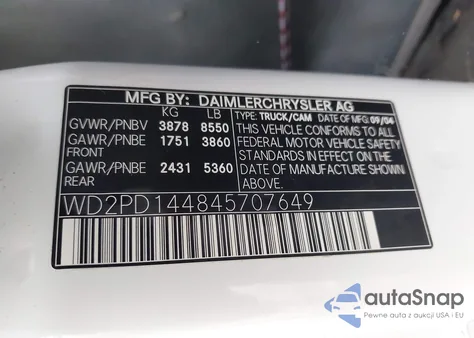 MFG BY: DAIMLERCHRYSLER AG
KG LB TYPE: TRUCK/CAM DATE OF MFG: 09/04
GVWR/PNBV 3878 8550 THIS VEHICLE CONFORMS TO ALL
GAWR/PNBE 1751 3860 FEDERAL MOTOR VEHICLE SAFETY
FRONT STANDARDS IN EFFECT ON THE
GAWR/PNBE 2431 5360 DATE OF MANUFACTURE SHOWN
REAR ABOVE.
WD2PD144845707649
autoSnap
Pewne auta z aukcji USA i EU